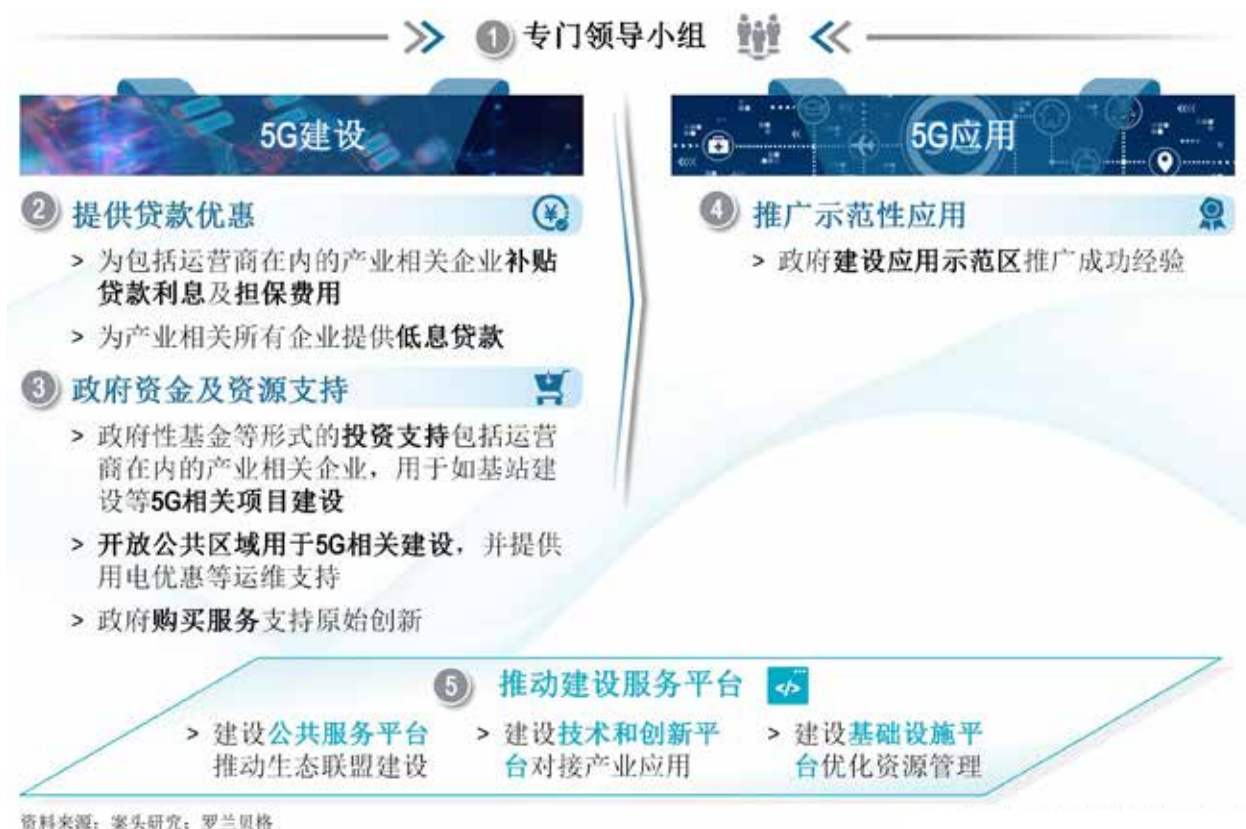 1 专门领导小组
5G建设
2 提供贷款优惠
> 为包括运营商在内的产业相关企业补贴
贷款利息及担保费用
> 为产业相关所有企业提供低息贷款
3 政府资金及资源支持
> 政府性基金等形式的投资支持包括运营
商在内的产业相关企业，用于如基站建
设等5G相关项目建设
> 开放公共区域用于5G相关建设，并提供
用电优惠等运维支持
> 政府购买服务支持原始创新
5G应用
4 推广示范性应用
> 政府建设应用示范区推广成功经验
5 推动建设服务平台
> 建设公共服务平台
推动生态联盟建设
> 建设技术和创新平
台对接产业应用
> 建设基础设施平
台优化资源管理
资料来源：案头研究；罗兰贝格